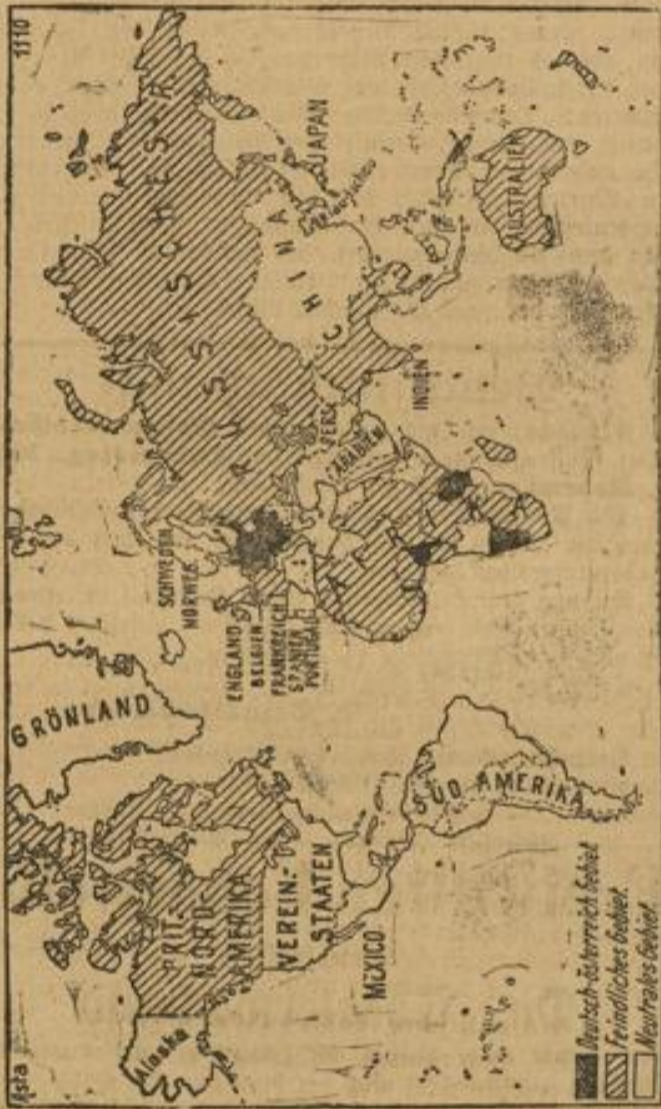 Asta
1110
GRÖNLAND
Alaska
BRIT.-
NORD-
AMERIKA
VEREIN.-
STAATEN
MEXICO
SÜD AMERIKA
SCHWEDEN
NORWEG.
ENGLAND
BELGIEN
FRANKREICH
SPANIEN
PORTUGAL
RUSSISCHES R.
CHINA
JAPAN
PERS.
ARABIEN
INDIEN
AFRIKA
AUSTRALIEN
Deutsch-österreich Gebiet
Feindliches Gebiet.
Neutrales Gebiet.